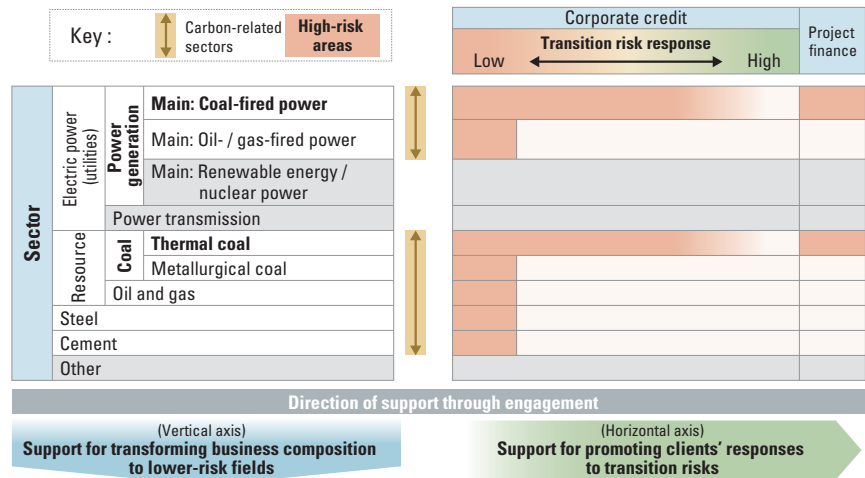 Key :
Carbon-related
sectors
High-risk
areas
Corporate credit
Transition risk response
Low
High
Project
finance
Sector
Electric power
(utilities)
Power
generation
Main: Coal-fired power
Main: Oil- / gas-fired power
Main: Renewable energy /
nuclear power
Power transmission
Resource
Coal
Thermal coal
Metallurgical coal
Oil and gas
Steel
Cement
Other
Direction of support through engagement
(Vertical axis)
Support for transforming business composition
to lower-risk fields
(Horizontal axis)
Support for promoting clients' responses
to transition risks